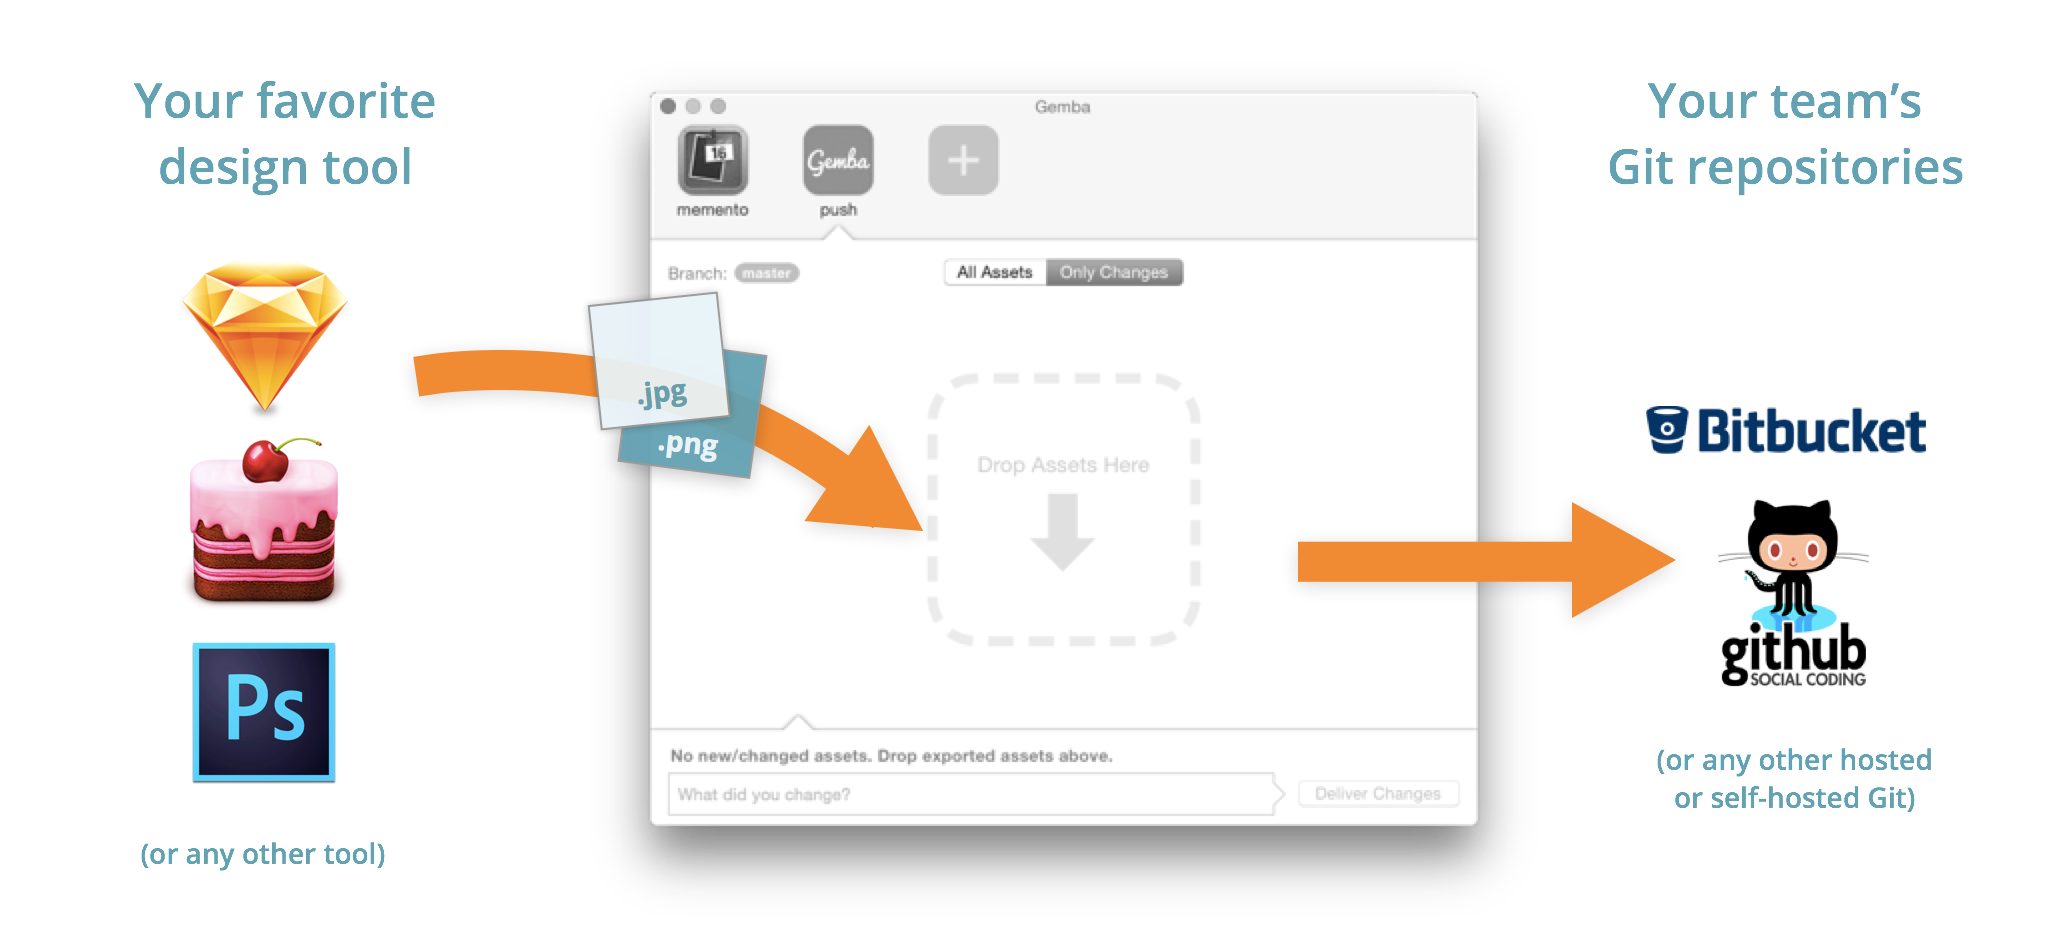 Your favorite
design tool
Ps
(or any other tool)
Gemba
16
Gemba
memento
push
Branch: master
All Assets
Only Changes
.jpg
.png
Drop Assets Here
No new/changed assets. Drop exported assets above.
What did you change?
Deliver Changes
Your team's
Git repositories
Bitbucket
github
SOCIAL CODING
(or any other hosted
or self-hosted Git)